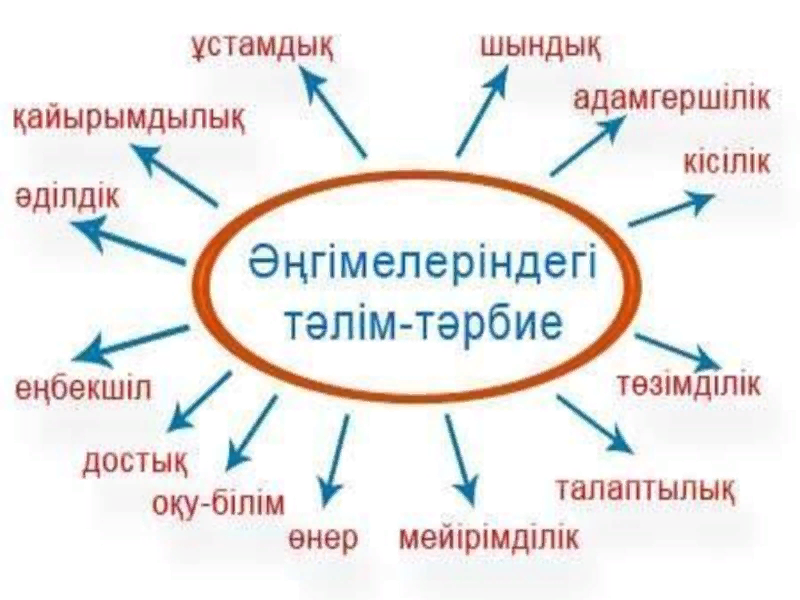 ұстамдық
шындық
адамгершілік
қайырымдылық
кісілік
әділдік
Әңгімелеріндегі
тәлім-тәрбие
төзімділік
еңбекшіл
достық
талаптылық
оқу-білім
өнер
мейірімділік